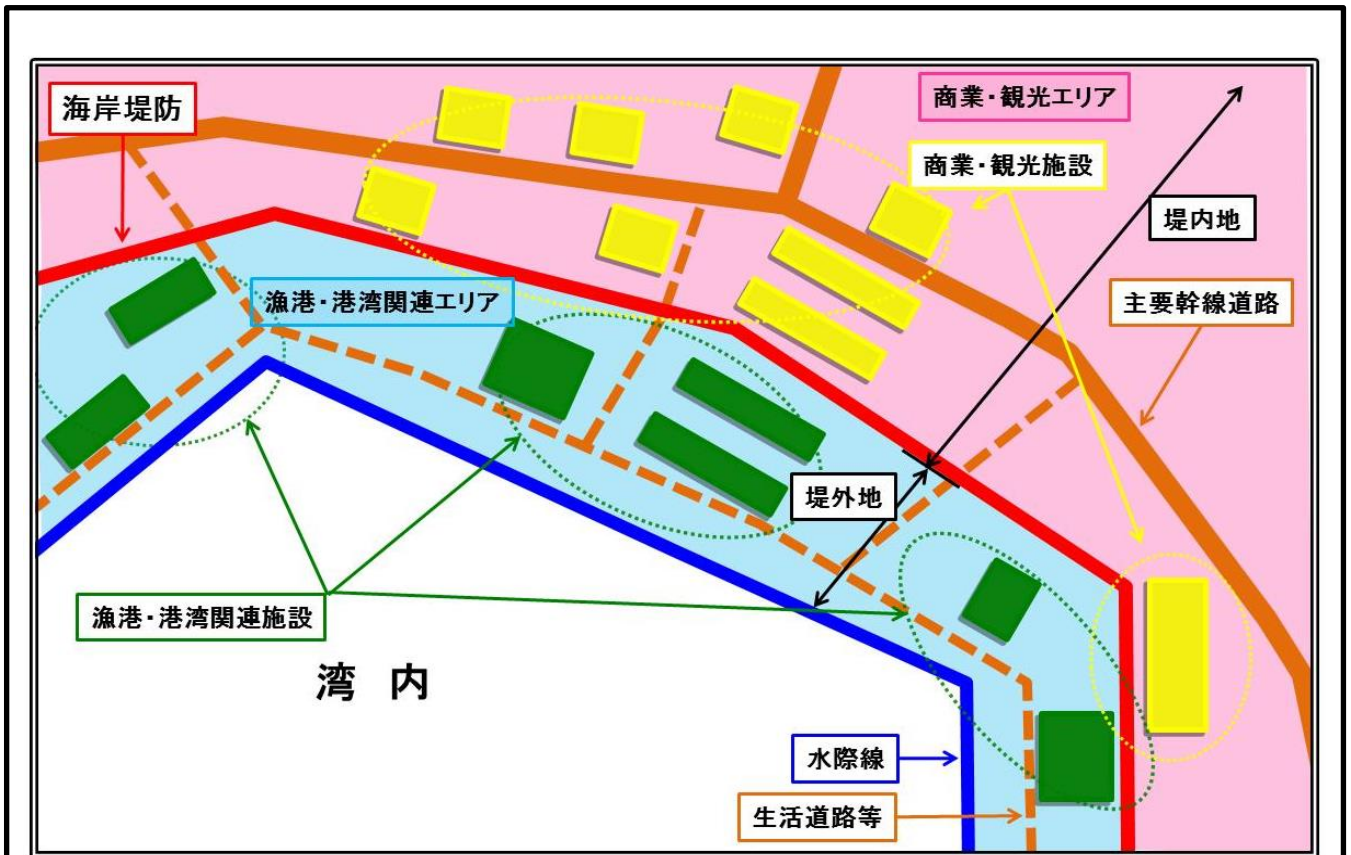 海岸堤防
商業・観光エリア
商業・観光施設
堤内地
漁港・港湾関連エリア
主要幹線道路
堤外地
漁港・港湾関連施設
湾 内
水際線
生活道路等